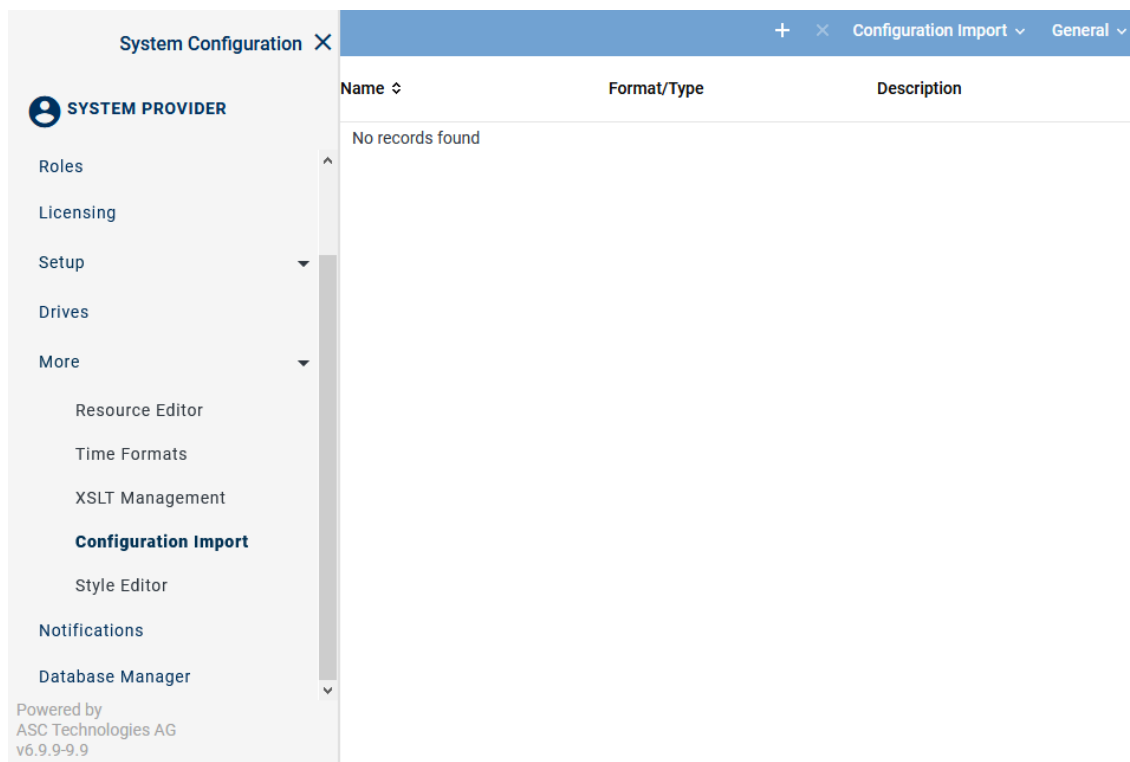 System Configuration
SYSTEM PROVIDER
Roles
Licensing
Setup
Drives
More
Resource Editor
Time Formats
XSLT Management
Configuration Import
Style Editor
Notifications
Database Manager
Powered by
ASC Technologies AG
v6.9.9-9.9
Configuration Import General
Name Format/Type Description
No records found